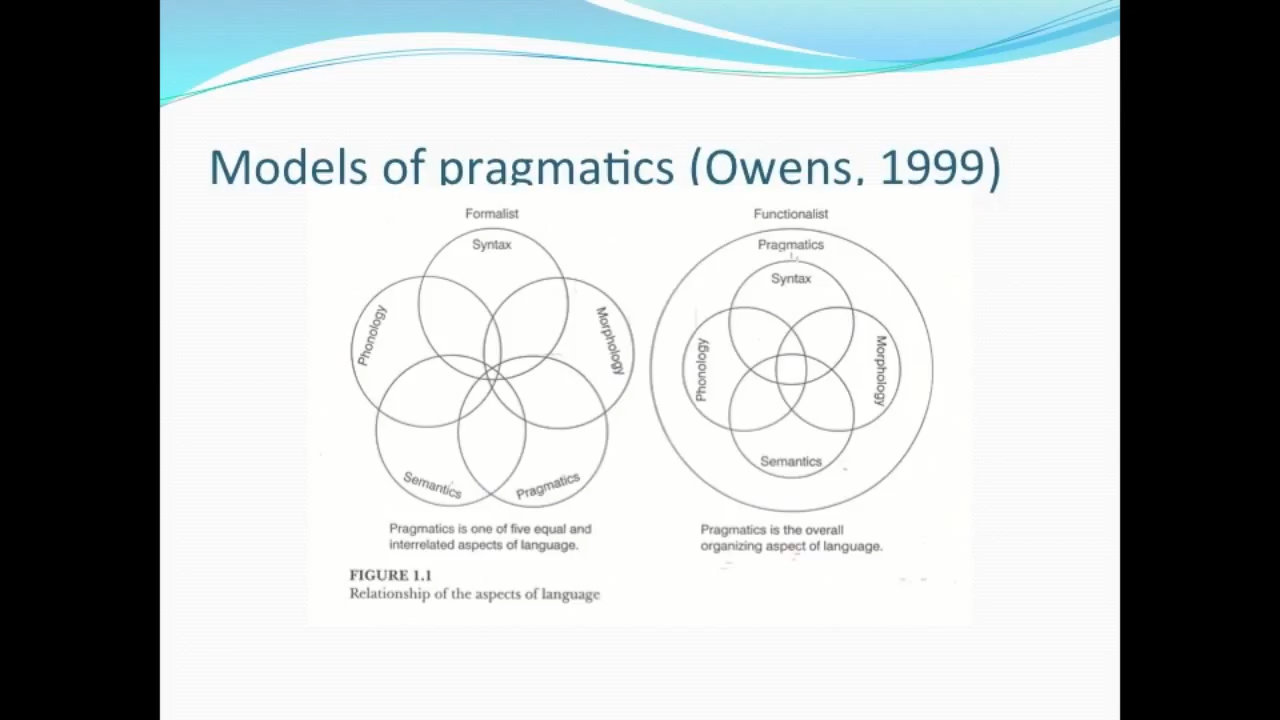 Models of pragmatics (Owens, 1999)
Formalist
Syntax
Phonology
Morphology
Semantics
Pragmatics
Pragmatics is one of five equal and
interrelated aspects of language.
Functionalist
Pragmatics
Syntax
Phonology
Morphology
Semantics
Pragmatics is the overall
organizing aspect of language.
FIGURE 1.1
Relationship of the aspects of language